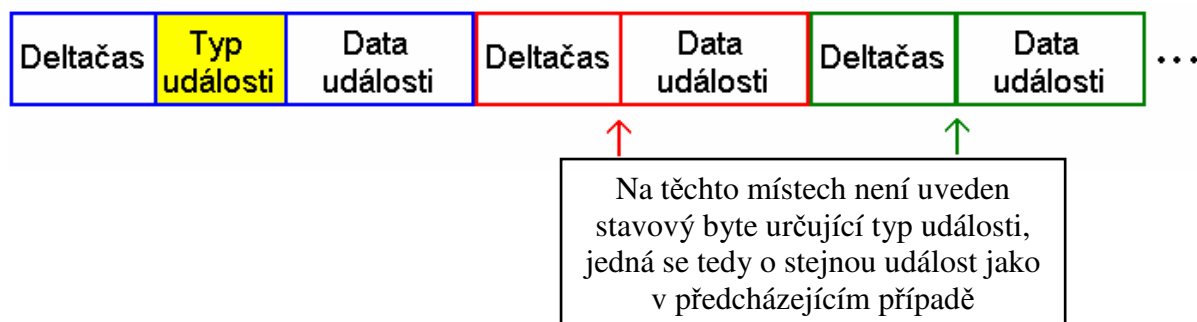 Deltačas Typ události Data události Deltačas Data události Deltačas Data události ...
Na těchto místech není uveden
stavový byte určující typ události,
jedná se tedy o stejnou událost jako
v předcházejícím případě